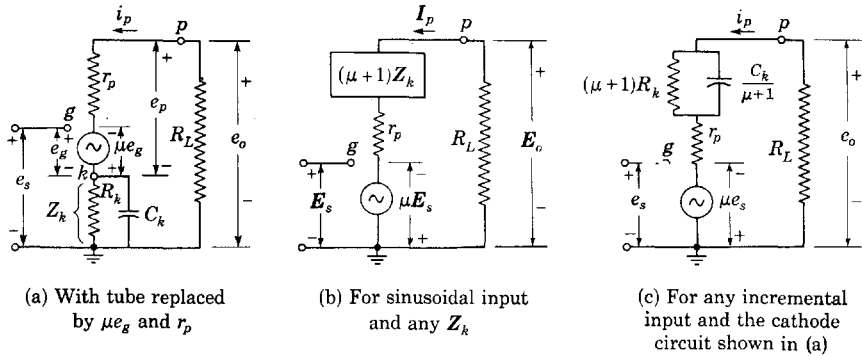 i_p
p
r_p
e_p
g
e_g
μe_g
k
R_L
e_o
e_s
Z_k
R_k
C_k
(a) With tube replaced
by μe_g and r_p
I_p
p
(μ + 1)Z_k
r_p
g
R_L
E_o
E_s
μE_s
(b) For sinusoidal input
and any Z_k
i_p
p
(μ+1)R_k
C_k
μ+1
r_p
g
R_L
e_o
e_s
μe_s
(c) For any incremental
input and the cathode
circuit shown in (a)